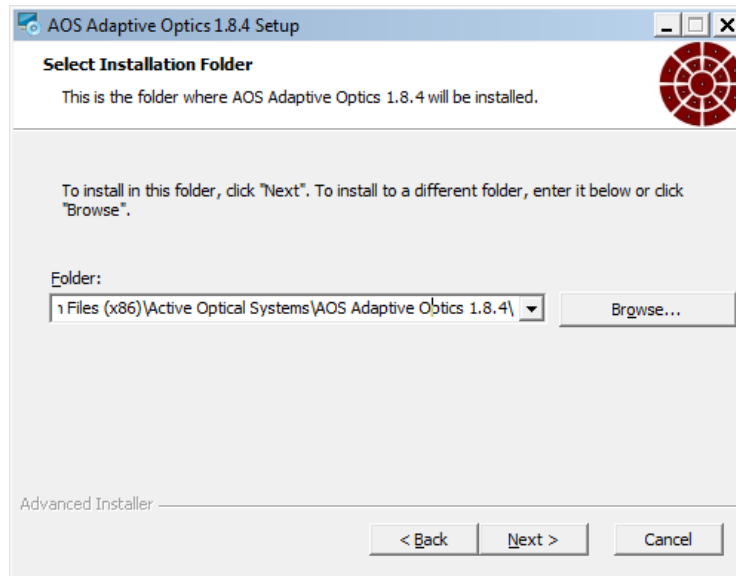 AOS Adaptive Optics 1.8.4 Setup
Select Installation Folder
This is the folder where AOS Adaptive Optics 1.8.4 will be installed.
To install in this folder, click "Next". To install to a different folder, enter it below or click
"Browse".
Folder:
n Files (x86)\Active Optical Systems\AOS Adaptive Optics 1.8.4\
Browse...
Advanced Installer
< Back
Next >
Cancel